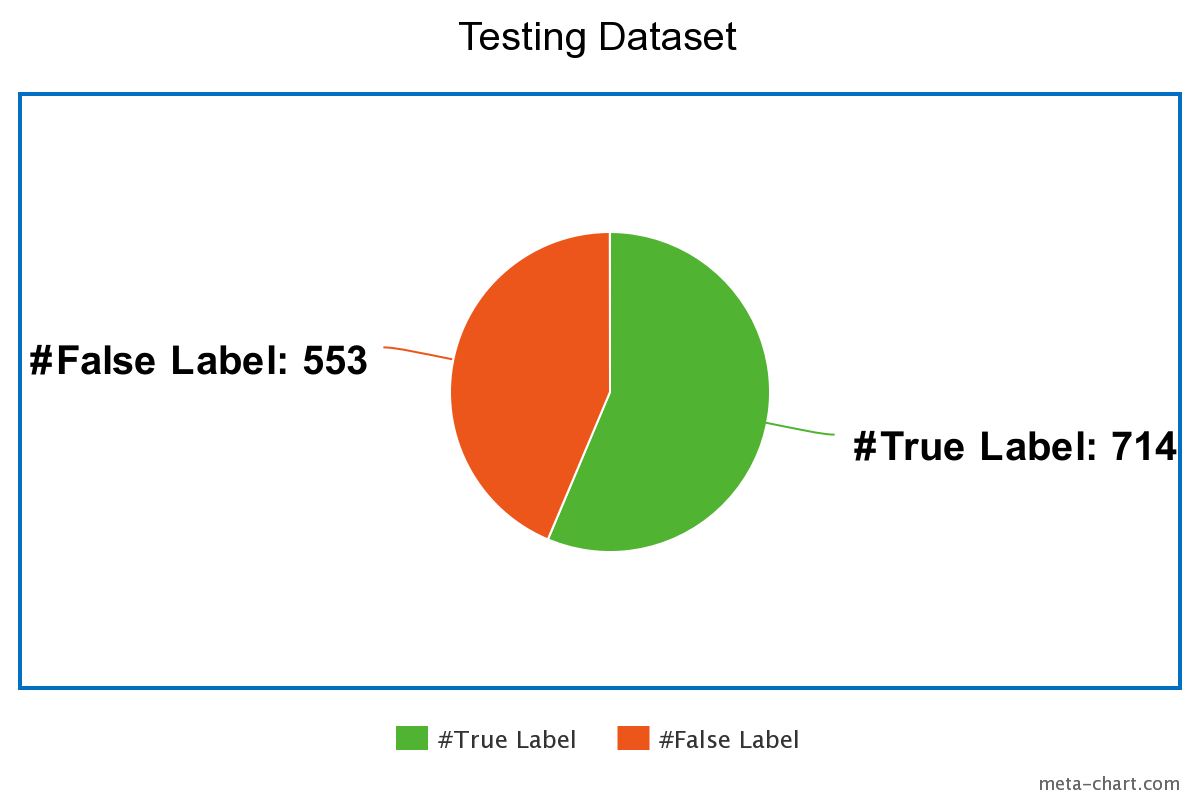 Testing Dataset
#False Label: 553
#True Label: 714
#True Label
#False Label
meta-chart.com